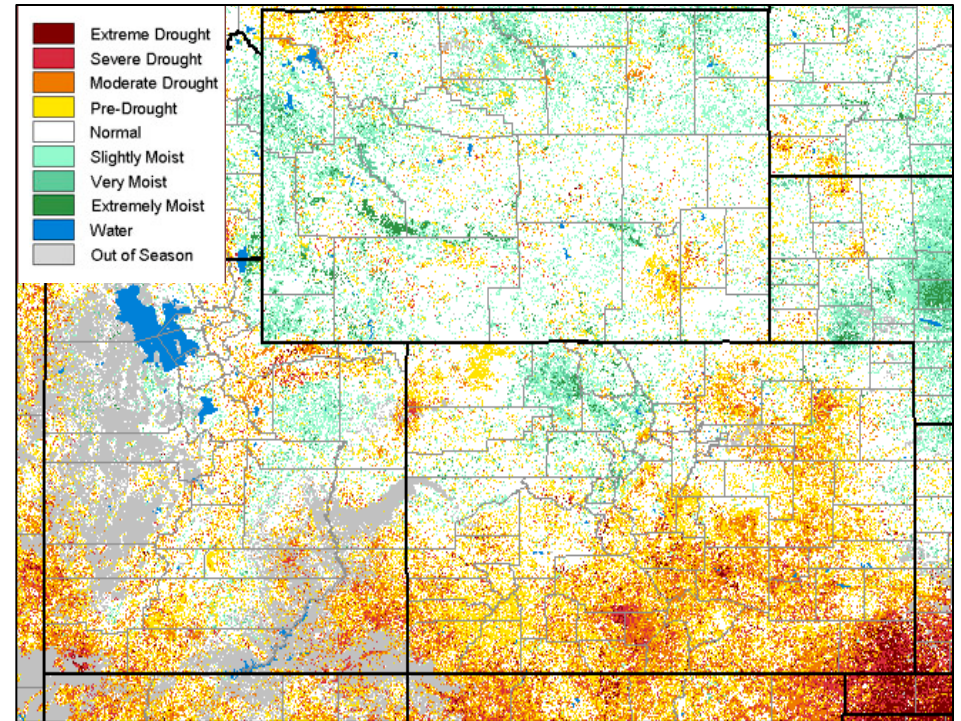 Extreme Drought
Severe Drought
Moderate Drought
Pre-Drought
Normal
Slightly Moist
Very Moist
Extremely Moist
Water
Out of Season